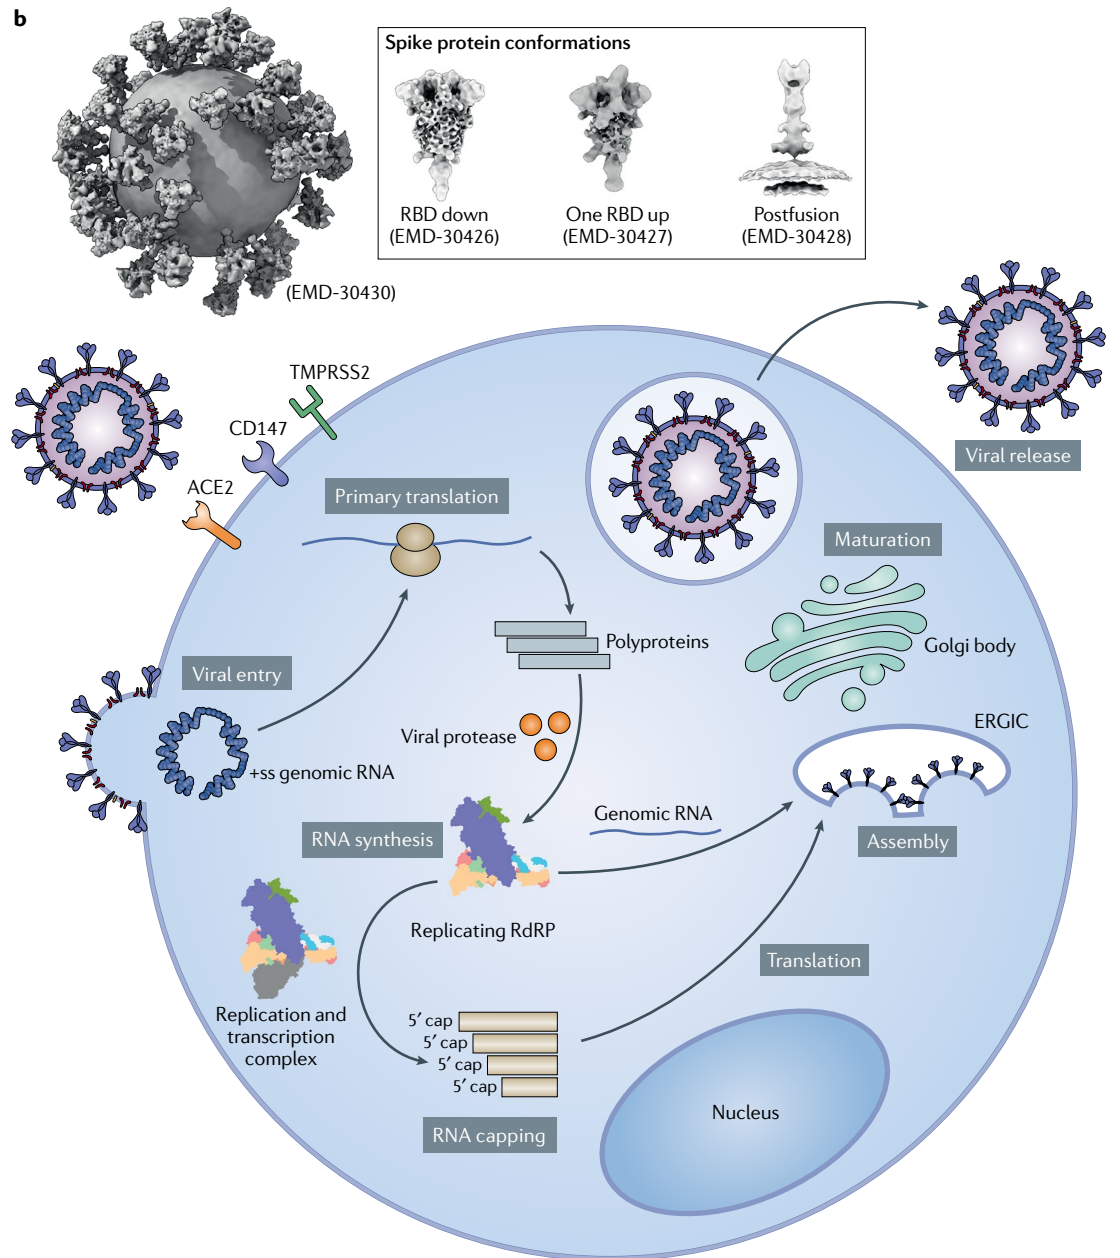 b
Spike protein conformations
RBD down
(EMD-30426)
One RBD up
(EMD-30427)
Postfusion
(EMD-30428)
(EMD-30430)
TMPRSS2
CD147
ACE2
Viral release
Primary translation
Maturation
Polyproteins
Golgi body
Viral entry
+ss genomic RNA
Viral protease
ERGIC
Genomic RNA
RNA synthesis
Assembly
Replicating RdRP
Translation
Replication and
transcription
complex
5′ cap
5′ cap
5′ cap
5′ cap
RNA capping
Nucleus